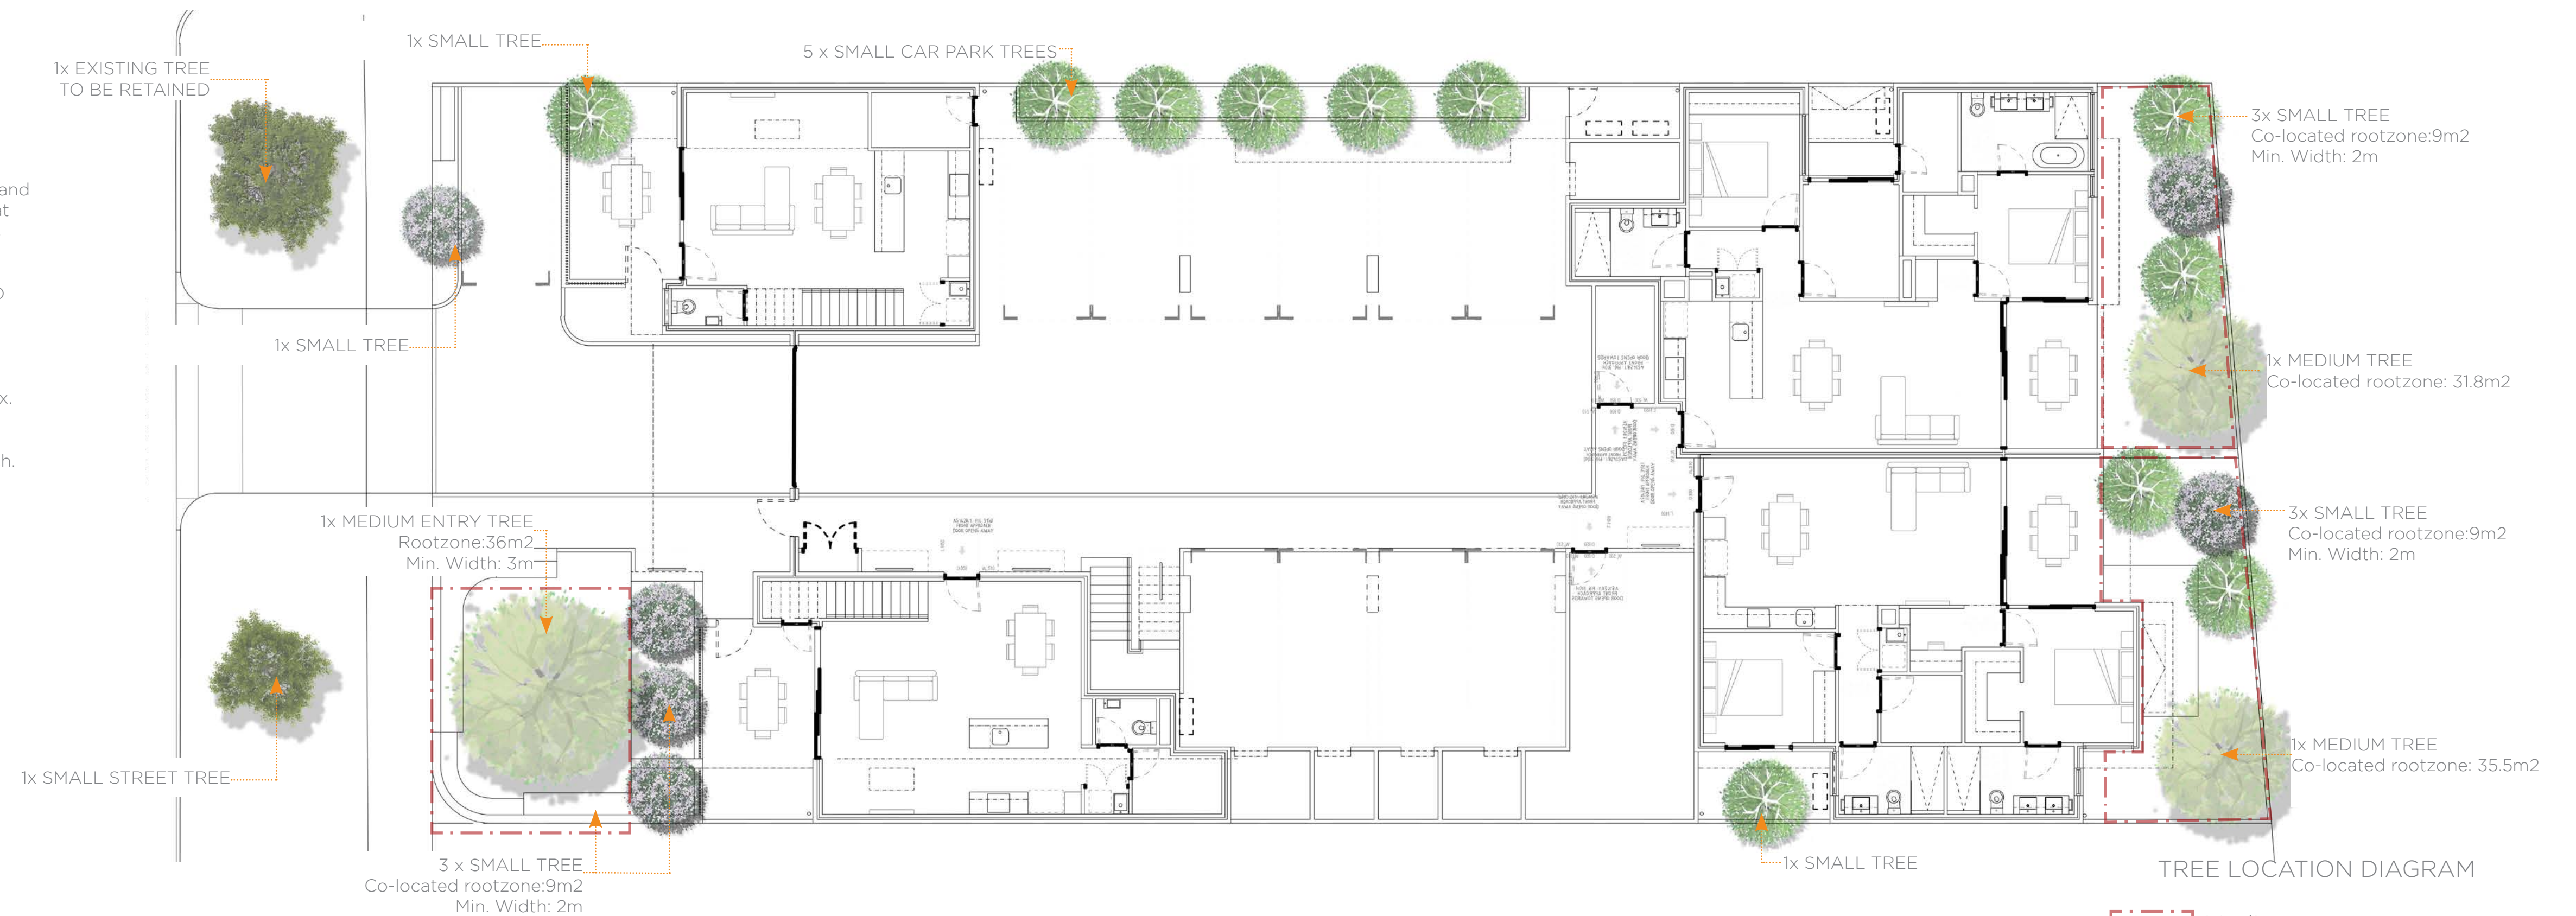 1x SMALL TREE
5 x SMALL CAR PARK TREES
1x EXISTING TREE
TO BE RETAINED
3x SMALL TREE
Co-located rootzone:9m2
Min. Width: 2m
and
1x SMALL TREE
1x MEDIUM TREE
Co-located rootzone: 31.8m2
x.
h.
1x MEDIUM ENTRY TREE
Rootzone:36m2
Min. Width: 3m
3x SMALL TREE
Co-located rootzone:9m2
Min. Width: 2m
1x SMALL STREET TREE
1x MEDIUM TREE
Co-located rootzone: 35.5m2
3 x SMALL TREE
Co-located rootzone:9m2
Min. Width: 2m
1x SMALL TREE
TREE LOCATION DIAGRAM